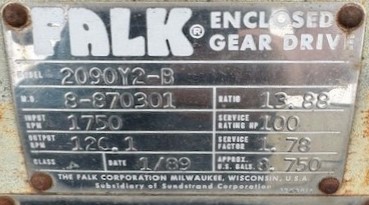 FALK® ENCLOSED GEAR DRIVE
MODEL 2090Y2-B
M.O. 8-870301 RATIO 13.88
INPUT RPM 1750 SERVICE RATING HP 100
OUTPUT RPM 126.1 SERVICE FACTOR 1.78
CLASS DATE 1/89 APPROX. U.S. GALS. 6.750
THE FALK CORPORATION MILWAUKEE, WISCONSIN, U.S.A.
Subsidiary of Sundstrand Corporation